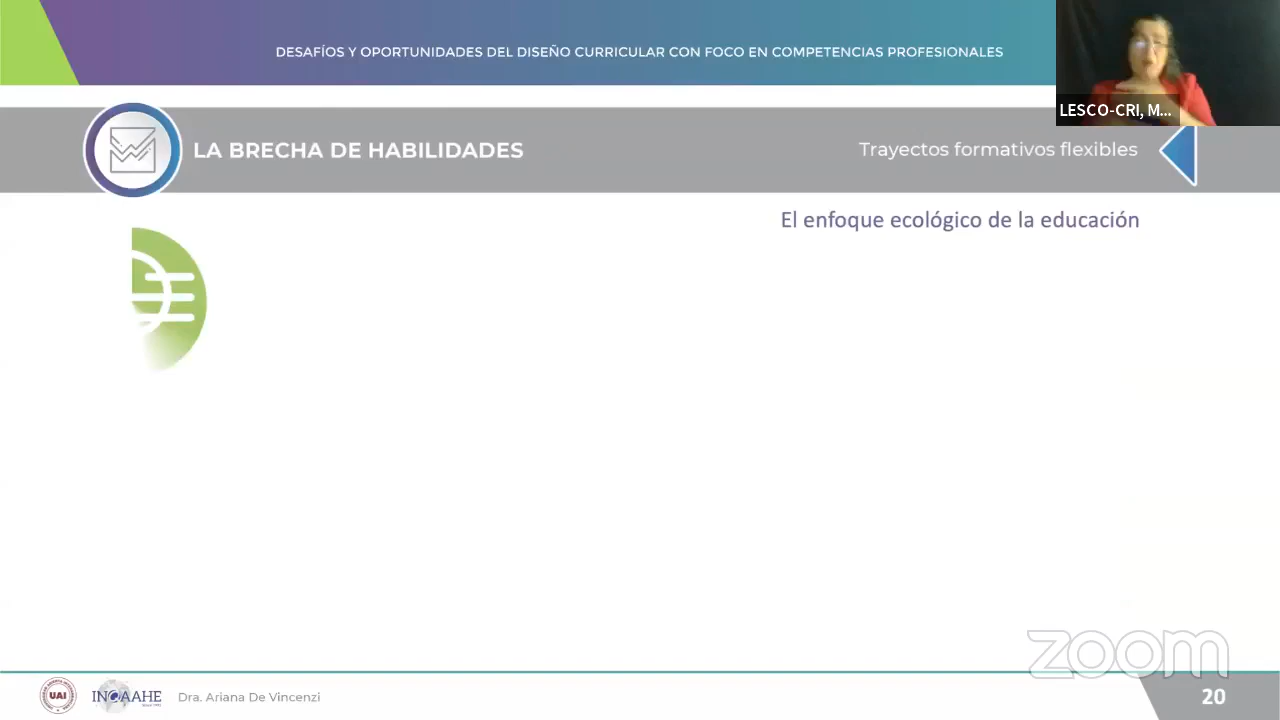 DESAFÍOS Y OPORTUNIDADES DEL DISEÑO CURRICULAR CON FOCO EN COMPETENCIAS PROFESIONALES
LESCO-CRI, M...
LA BRECHA DE HABILIDADES
Trayectos formativos flexibles
El enfoque ecológico de la educación
zoom
UAI
INQAAHE
Dra. Ariana De Vincenzi
20